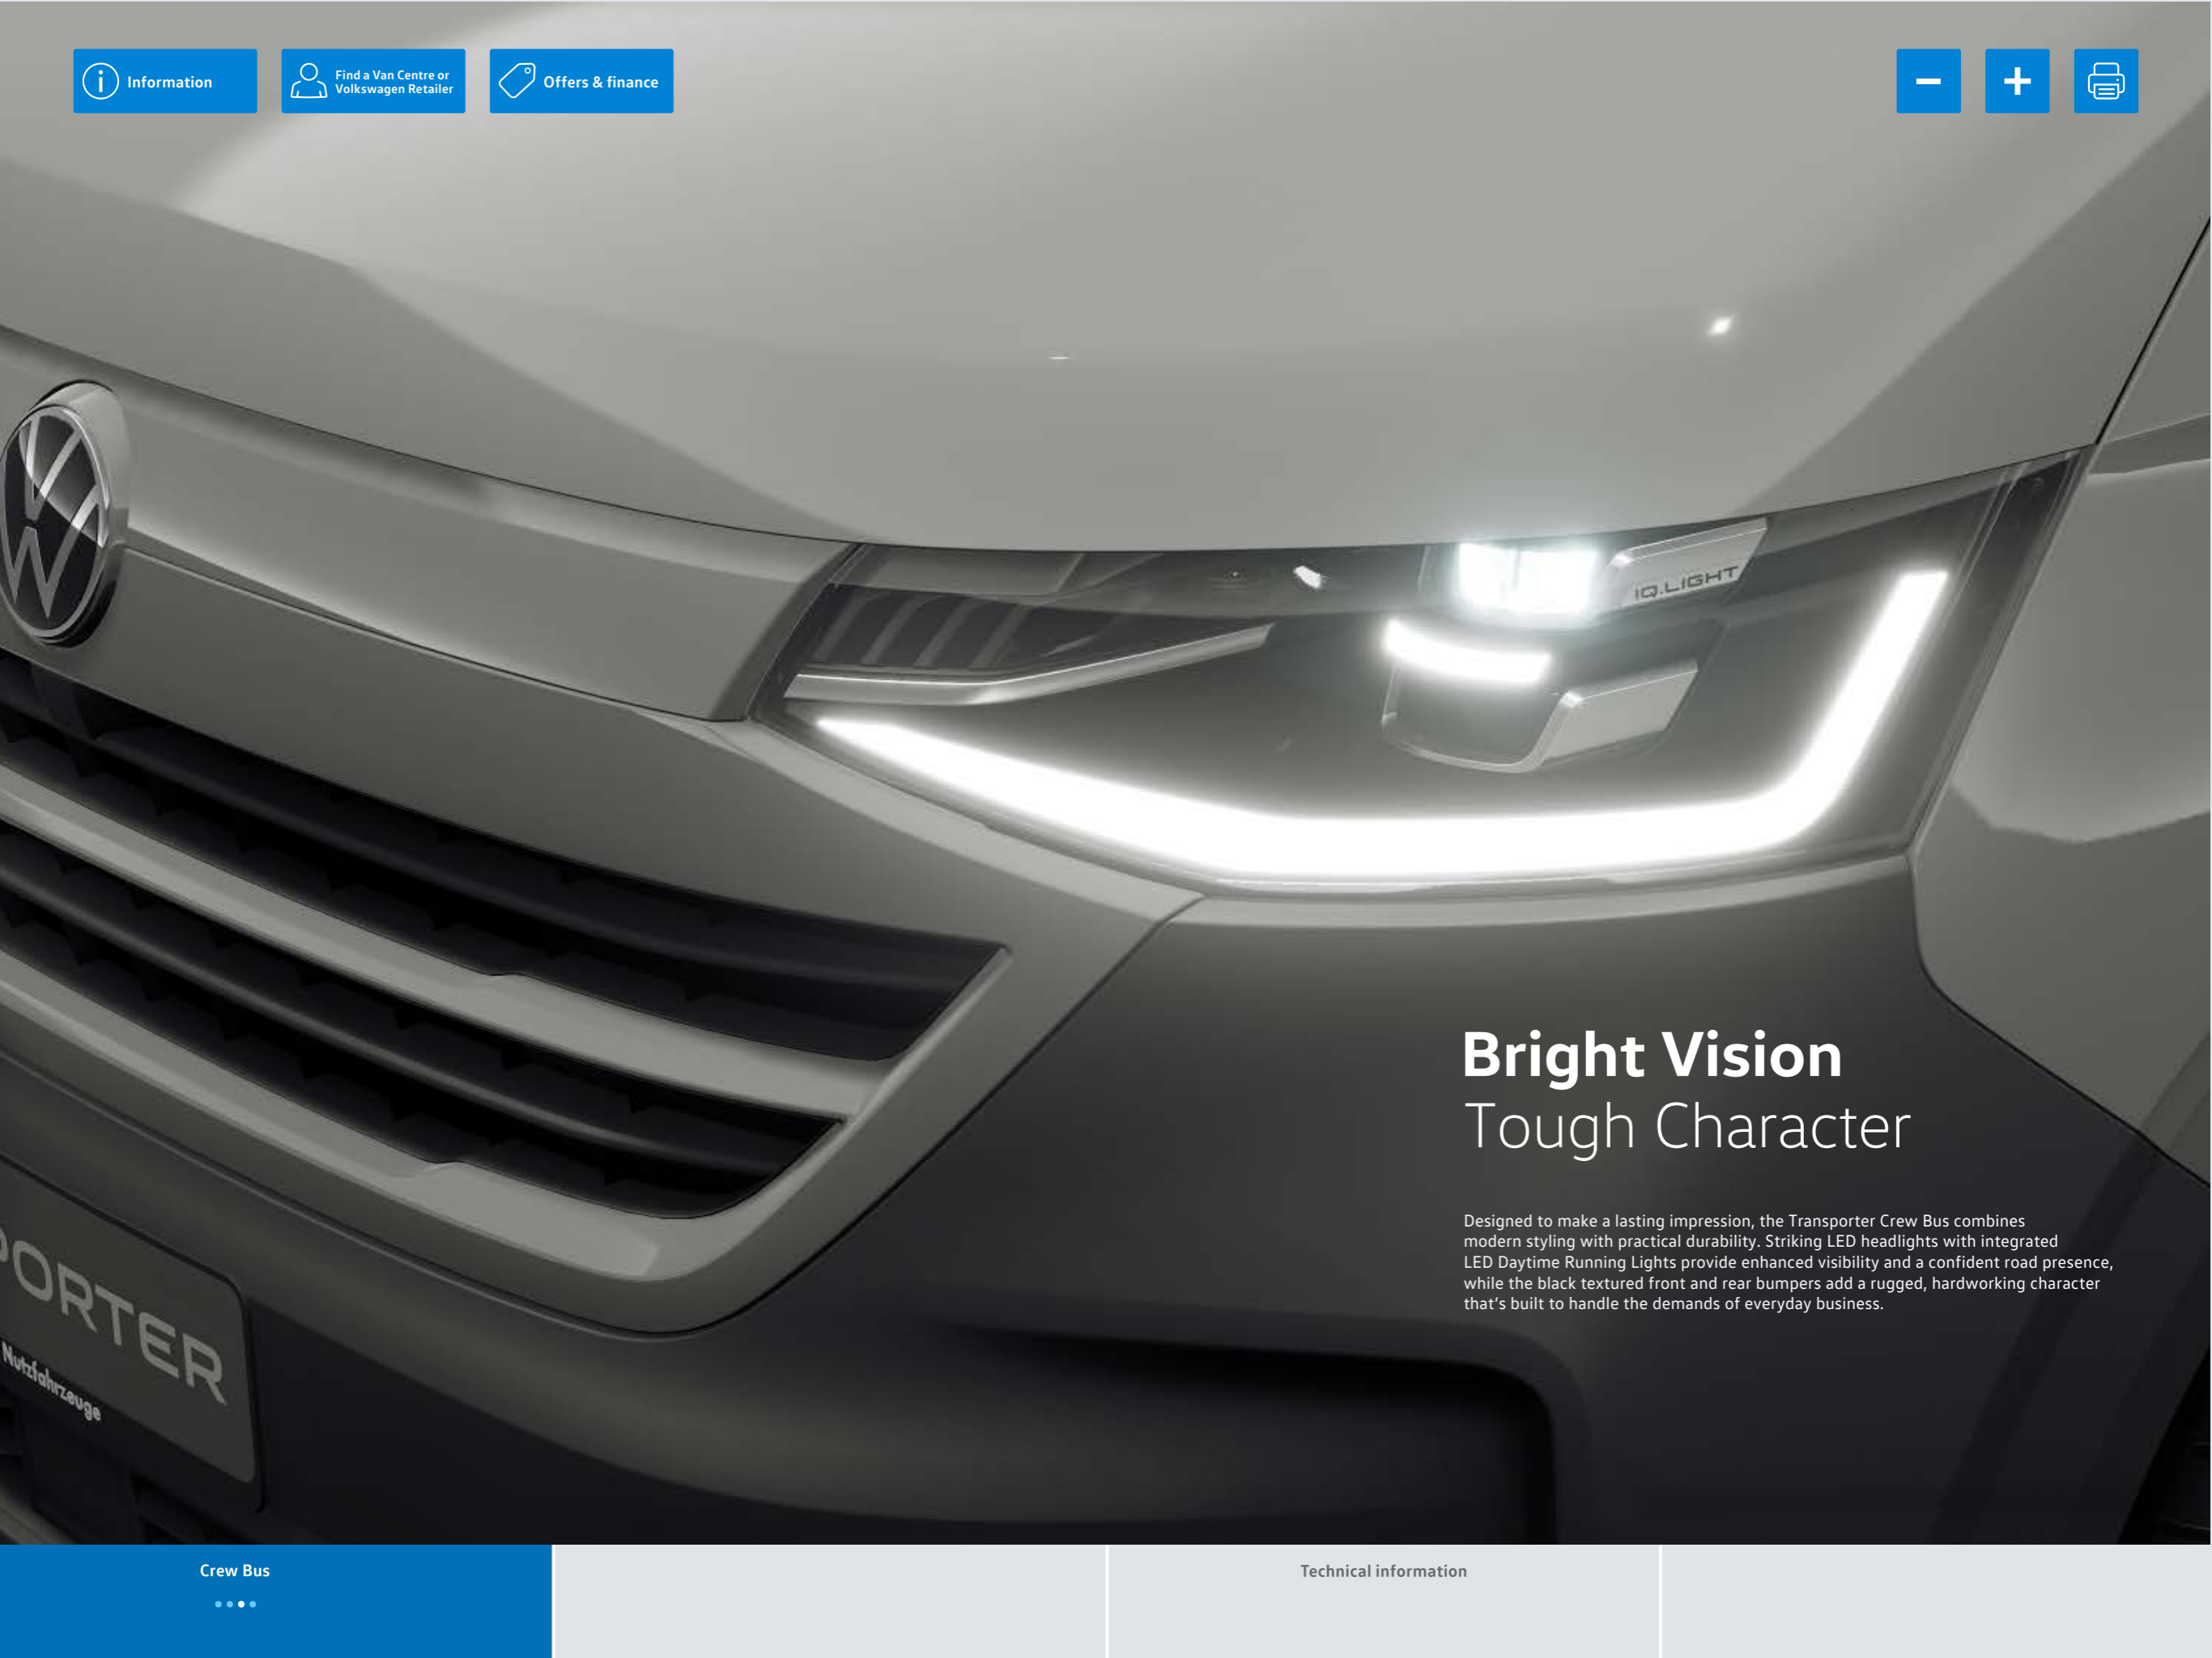 Information
Find a Van Centre or
Volkswagen Retailer
Offers & finance
IQ.LIGHT
Bright Vision
Tough Character
Designed to make a lasting impression, the Transporter Crew Bus combines
modern styling with practical durability. Striking LED headlights with integrated
LED Daytime Running Lights provide enhanced visibility and a confident road presence,
while the black textured front and rear bumpers add a rugged, hardworking character
that’s built to handle the demands of everyday business.
PORTER
Nutzfahrzeuge
Crew Bus
Technical information